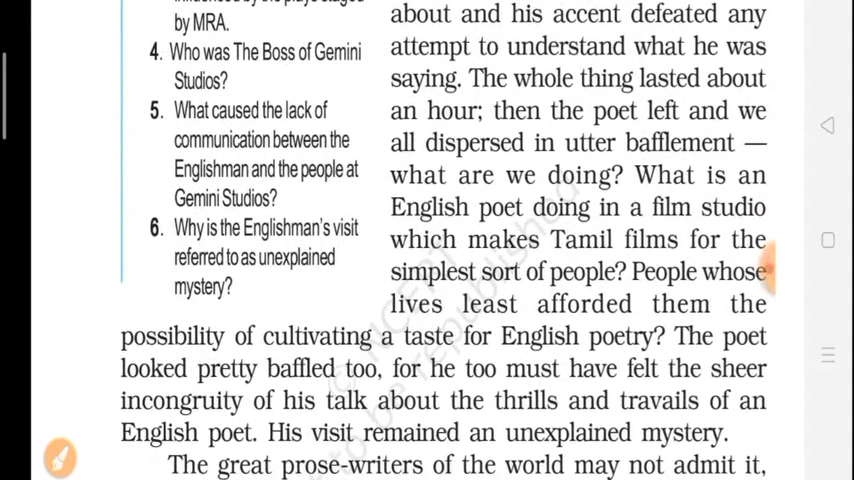 by MRA.
4. Who was The Boss of Gemini
Studios?
5. What caused the lack of
communication between the
Englishman and the people at
Gemini Studios?
6. Why is the Englishman's visit
referred to as unexplained
mystery?
about and his accent defeated any
attempt to understand what he was
saying. The whole thing lasted about
an hour; then the poet left and we
all dispersed in utter bafflement —
what are we doing? What is an
English poet doing in a film studio
which makes Tamil films for the
simplest sort of people? People whose
lives least afforded them the
possibility of cultivating a taste for English poetry? The poet
looked pretty baffled too, for he too must have felt the sheer
incongruity of his talk about the thrills and travails of an
English poet. His visit remained an unexplained mystery.
The great prose-writers of the world may not admit it,
© NCERT
to be republished